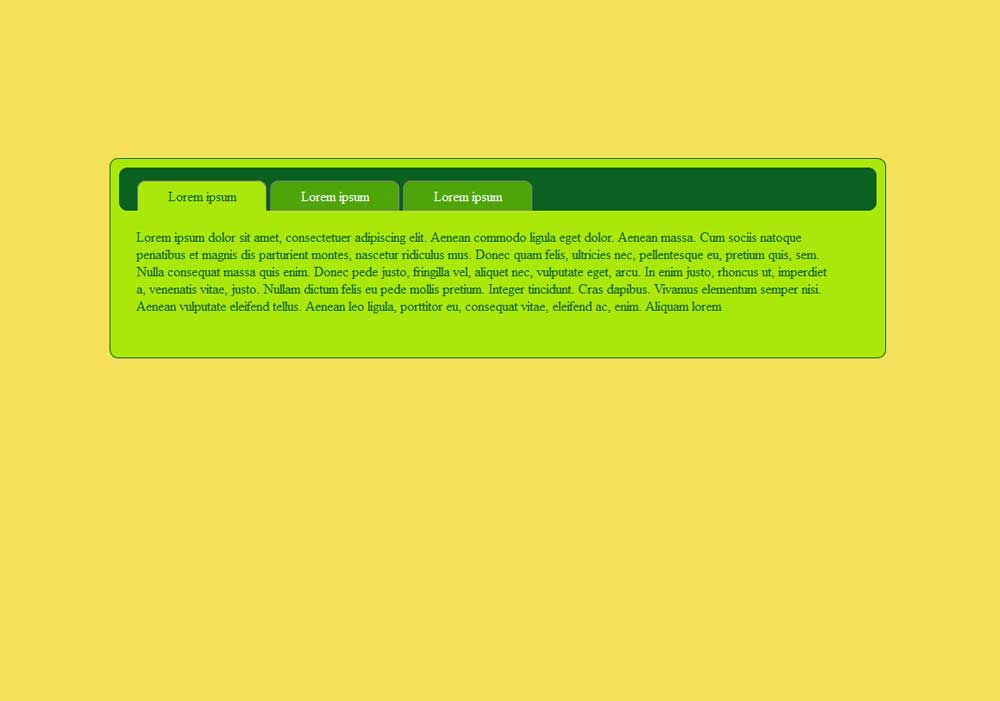 Lorem ipsum Lorem ipsum Lorem ipsum
Lorem ipsum dolor sit amet, consectetuer adipiscing elit. Aenean commodo ligula eget dolor. Aenean massa. Cum sociis natoque
penatibus et magnis dis parturient montes, nascetur ridiculus mus. Donec quam felis, ultricies nec, pellentesque eu, pretium quis, sem.
Nulla consequat massa quis enim. Donec pede justo, fringilla vel, aliquet nec, vulputate eget, arcu. In enim justo, rhoncus ut, imperdiet
a, venenatis vitae, justo. Nullam dictum felis eu pede mollis pretium. Integer tincidunt. Cras dapibus. Vivamus elementum semper nisi.
Aenean vulputate eleifend tellus. Aenean leo ligula, porttitor eu, consequat vitae, eleifend ac, enim. Aliquam lorem